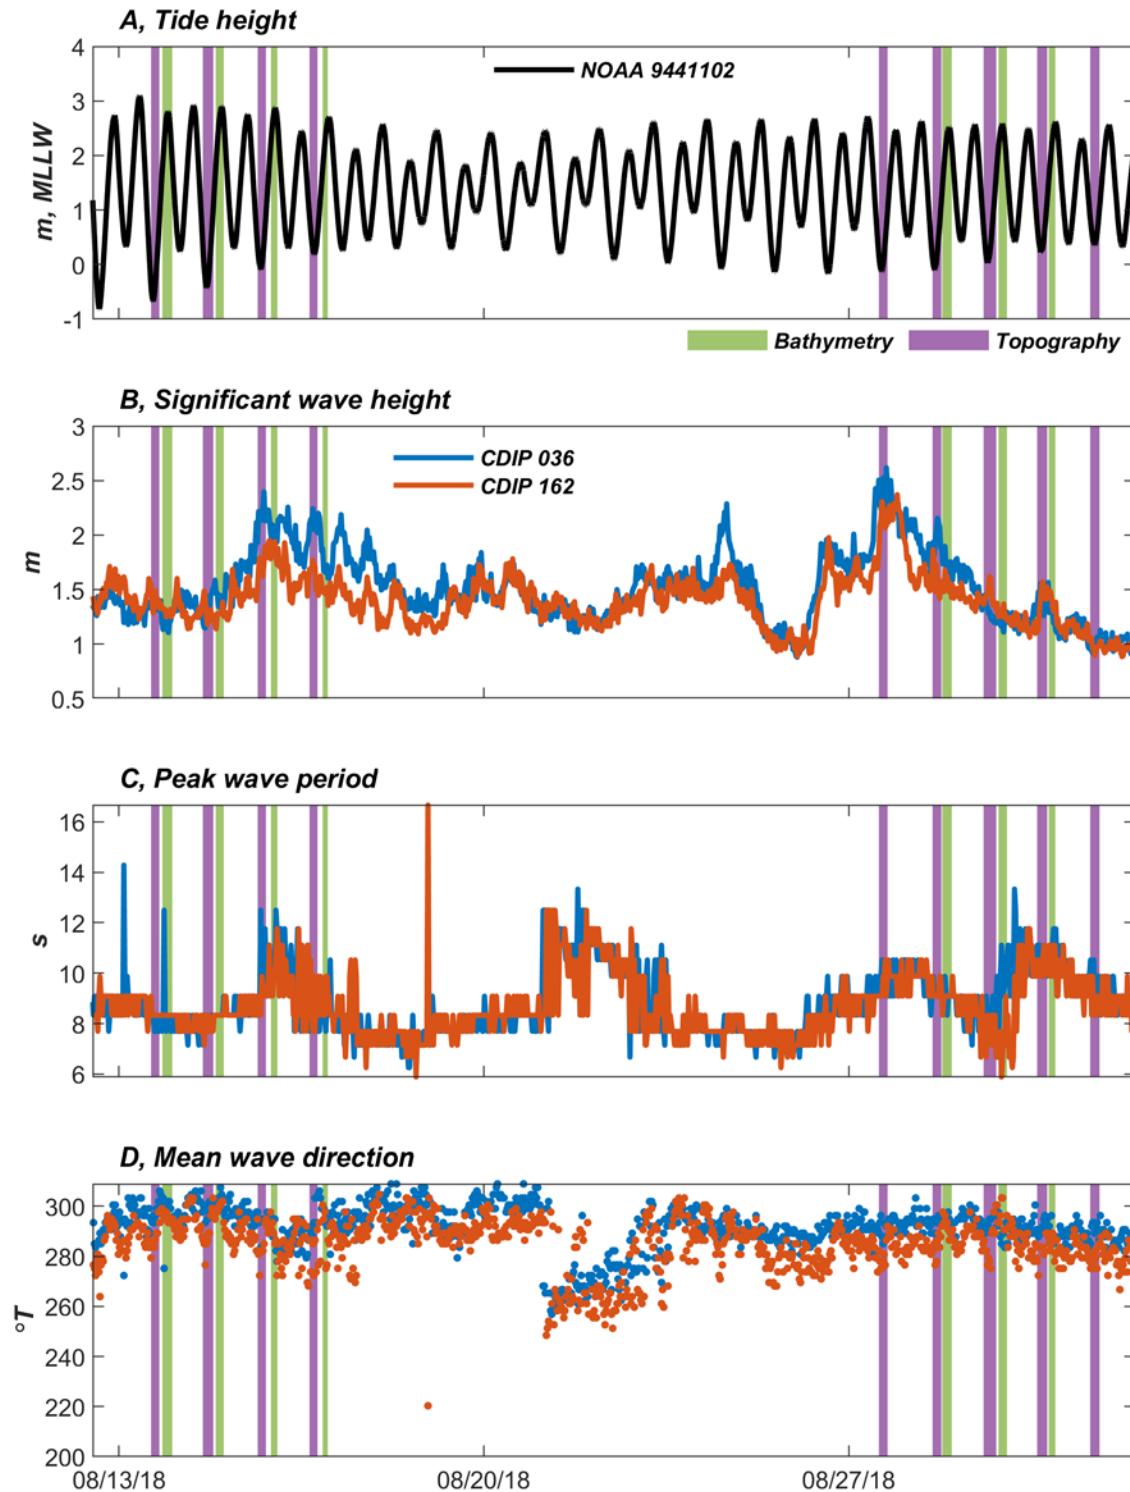 A, Tide height
4
3
2
1
0
-1
m, MLLW
NOAA 9441102
Bathymetry Topography
B, Significant wave height
3
2.5
2
1.5
1
0.5
m
CDIP 036
CDIP 162
C, Peak wave period
16
14
12
10
8
6
s
D, Mean wave direction
300
280
260
240
220
200
°T
08/13/18 08/20/18 08/27/18